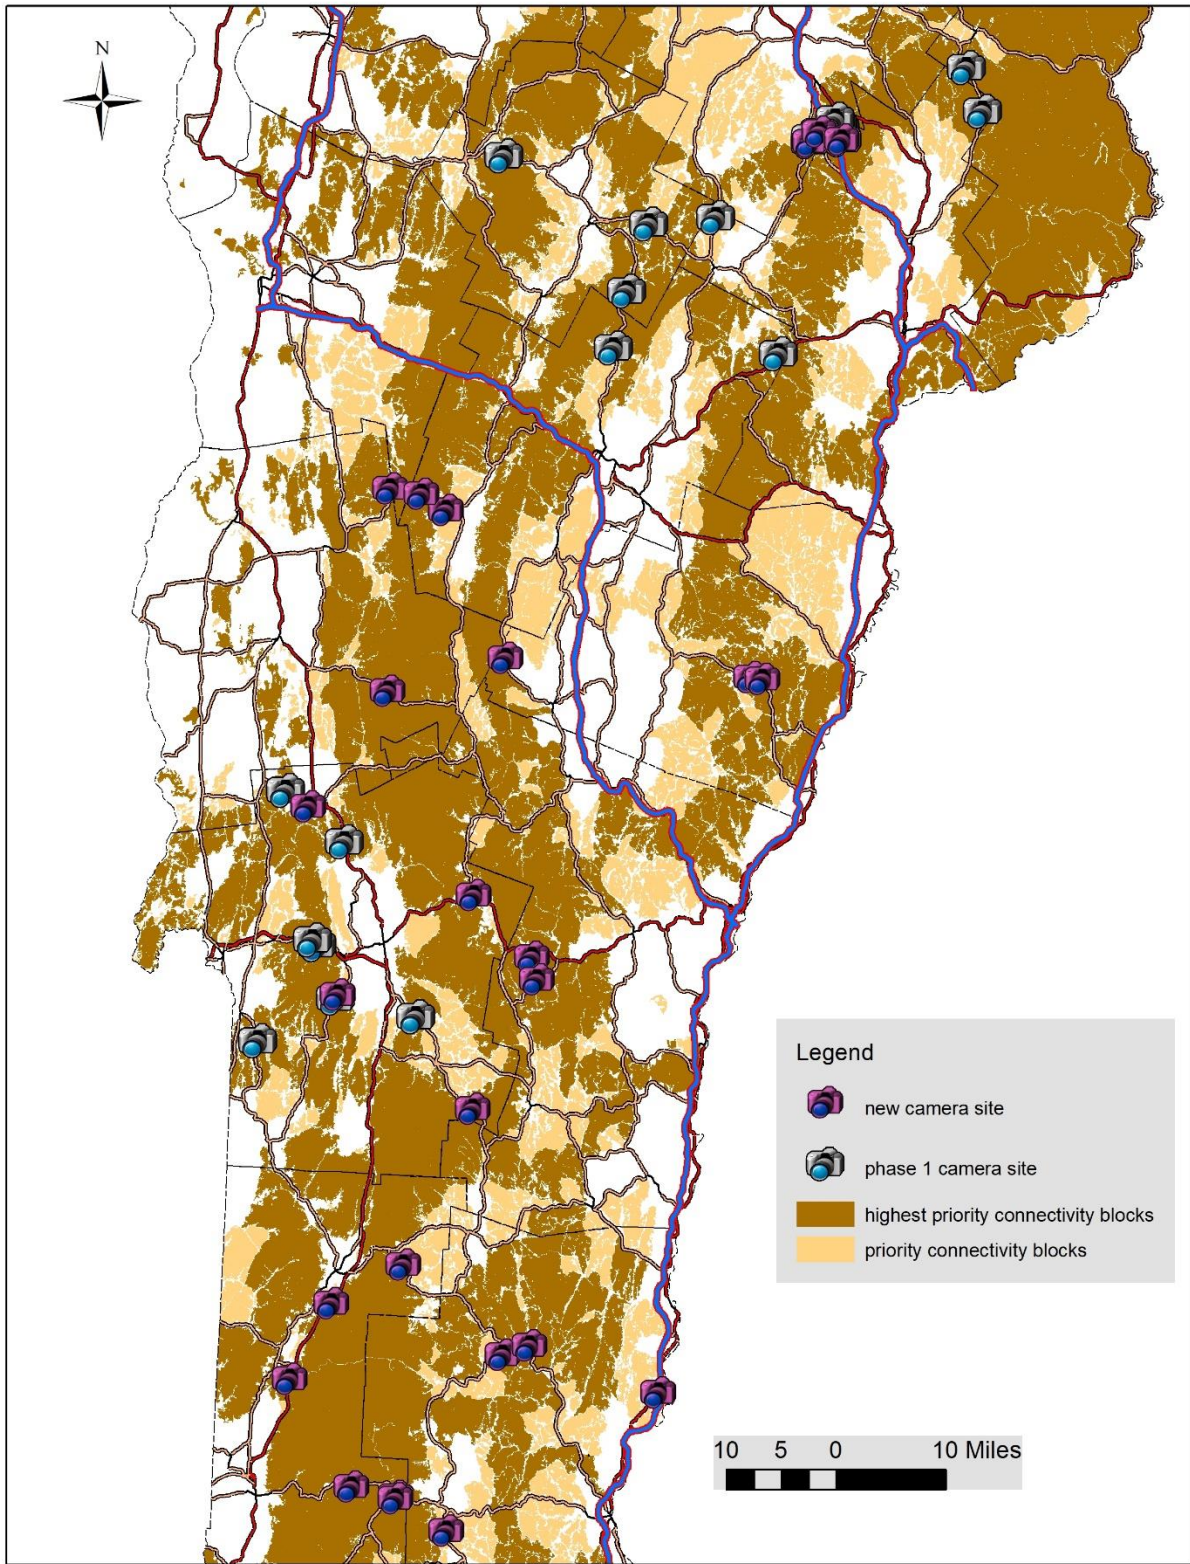 N
Legend
new camera site
phase 1 camera site
highest priority connectivity blocks
priority connectivity blocks
10 5 0 10 Miles